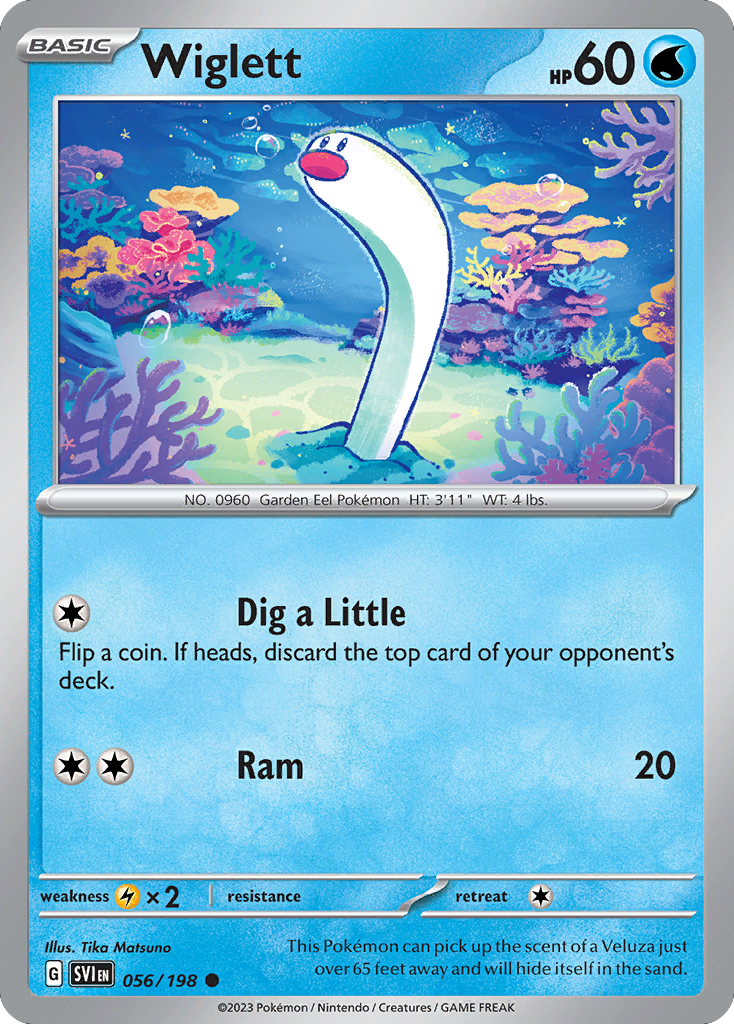 BASIC
Wiglett
HP60
NO. 0960 Garden Eel Pokémon HT: 3'11" WT: 4 lbs.
Dig a Little
Flip a coin. If heads, discard the top card of your opponent's
deck.
Ram 20
weakness ×2 resistance retreat
Illus. Tika Matsuno
This Pokémon can pick up the scent of a Veluza just
over 65 feet away and will hide itself in the sand.
G SVI EN 056/198
©2023 Pokémon / Nintendo / Creatures / GAME FREAK